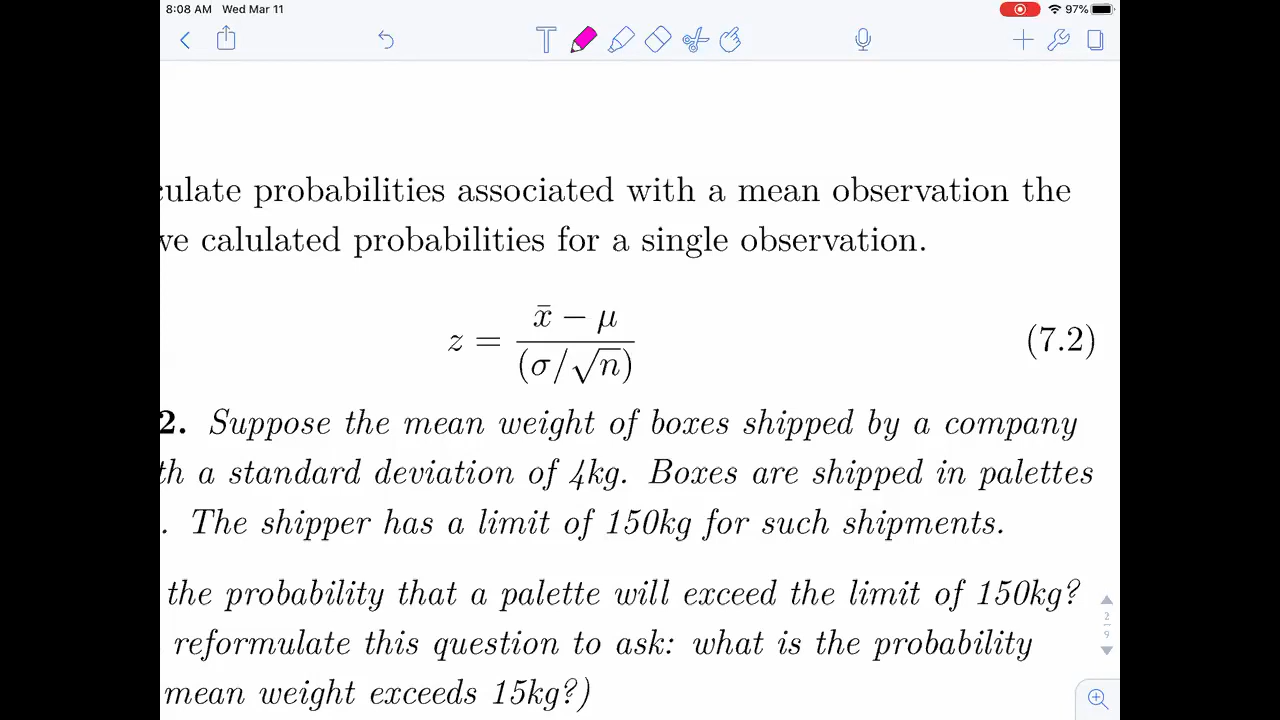 8:08 AM Wed Mar 11 97%
T
culate probabilities associated with a mean observation the
we calulated probabilities for a single observation.
z = x̄ − μ / (σ/√n) (7.2)
2. Suppose the mean weight of boxes shipped by a company
th a standard deviation of 4kg. Boxes are shipped in palettes
. The shipper has a limit of 150kg for such shipments.
the probability that a palette will exceed the limit of 150kg?
reformulate this question to ask: what is the probability
mean weight exceeds 15kg?)
2
9